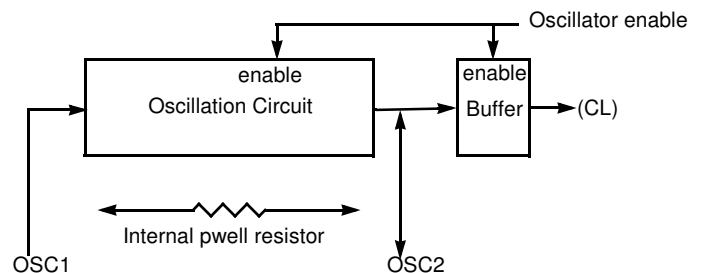 Oscillator enable
enable
enable
Oscillation Circuit
Buffer
(CL)
Internal pwell resistor
OSC1
OSC2